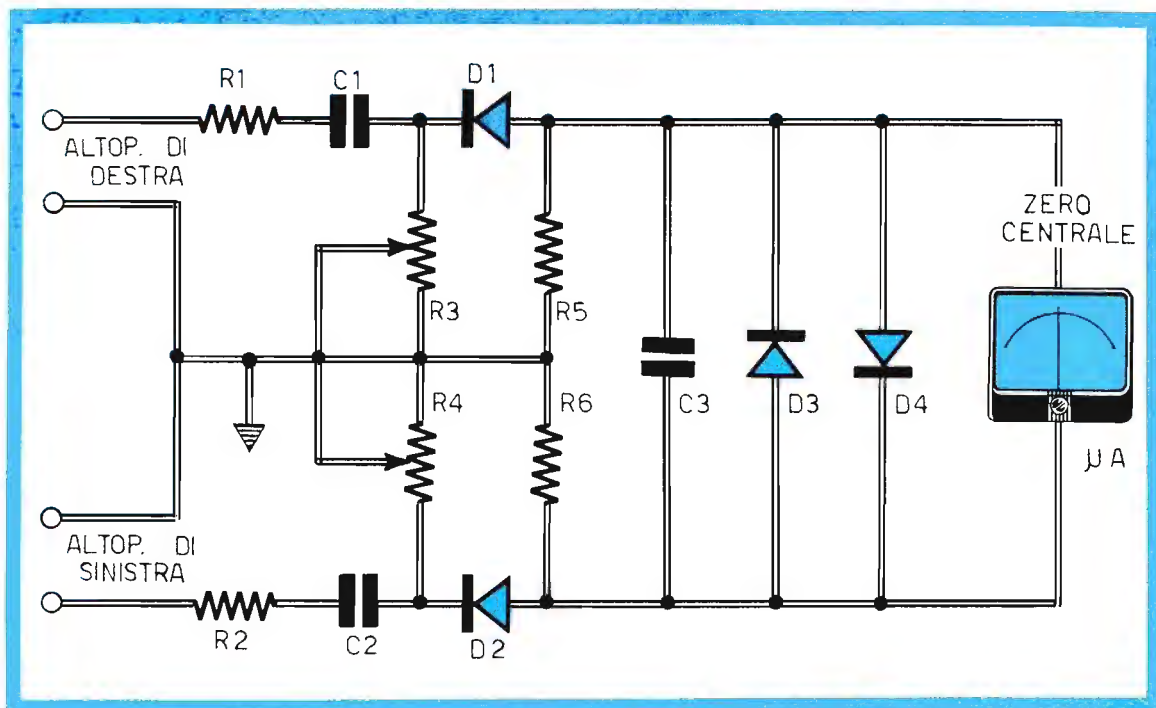 R1
C1
D1
ALTOP. DI
DESTRA
R3
R5
ZERO
CENTRALE
R4
R6
C3
D3
D4
μA
ALTOP. DI
SINISTRA
R2
C2
D2